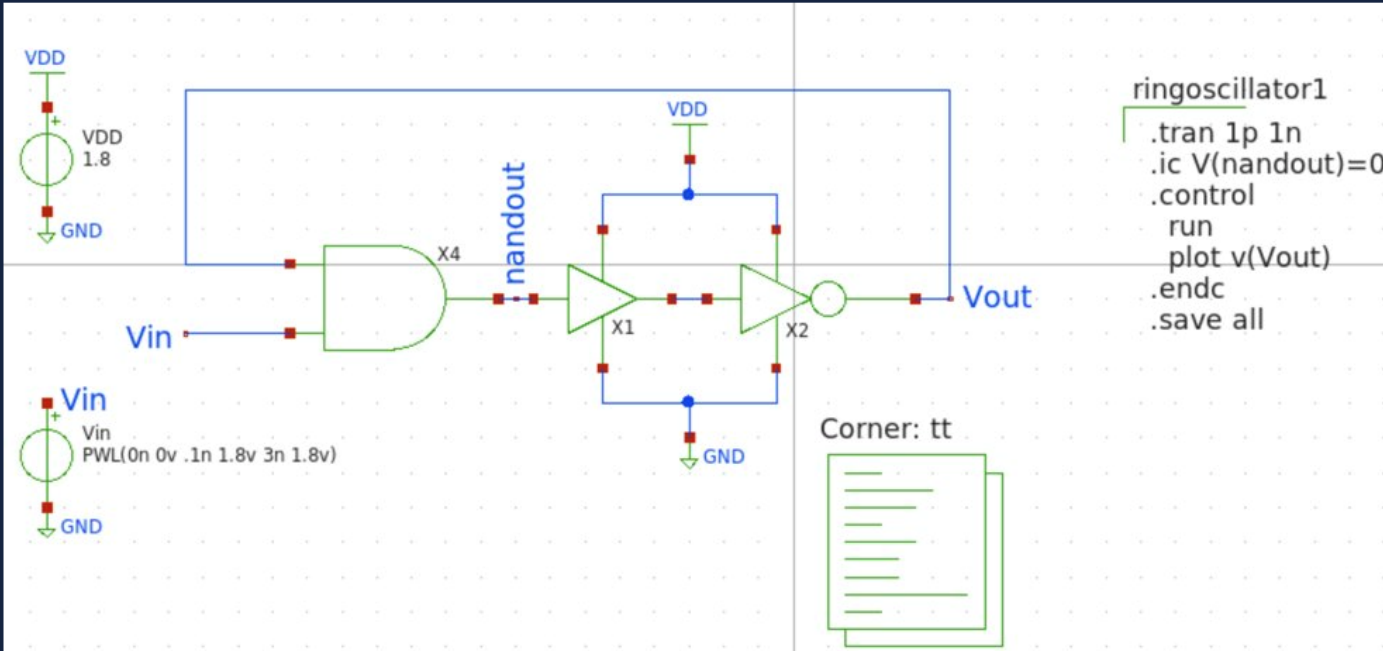 VDD
+
VDD
1.8
GND
Vin
Vin
+
Vin
PWL(0n 0v .1n 1.8v 3n 1.8v)
GND
X4
nandout
VDD
X1
X2
GND
Vout
Corner: tt
ringoscillator1
.tran 1p 1n
.ic V(nandout)=0
.control
run
plot v(Vout)
.endc
.save all